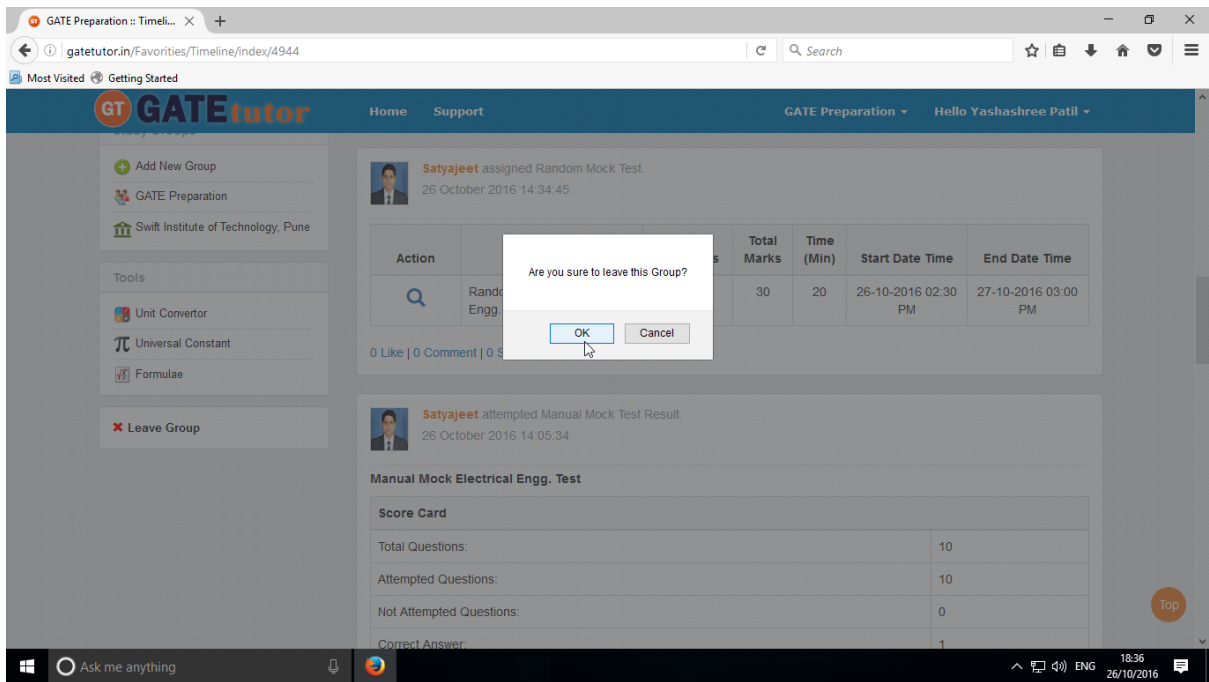 GATE Preparation :: Timeli...
gatetutor.in/Favorities/Timeline/index/4944
Search
Most Visited
Getting Started
GT GATEtutor
Home
Support
GATE Preparation
Hello Yashashree Patil
Study Groups
Add New Group
GATE Preparation
Swift Institute of Technology, Pune
Tools
Unit Convertor
Universal Constant
Formulae
Leave Group
Satyajeet assigned Random Mock Test.
26 October 2016 14:34:45
Action
Total Marks
Time (Min)
Start Date Time
End Date Time
Engg.
30
20
26-10-2016 02:30 PM
27-10-2016 03:00 PM
0 Like | 0 Comment | 0
Are you sure to leave this Group?
OK
Cancel
Satyajeet attempted Manual Mock Test Result.
26 October 2016 14:05:34
Manual Mock Electrical Engg. Test
Score Card
Total Questions: 10
Attempted Questions: 10
Not Attempted Questions: 0
Correct Answer: 1
Top
Ask me anything
ENG
18:36
26/10/2016